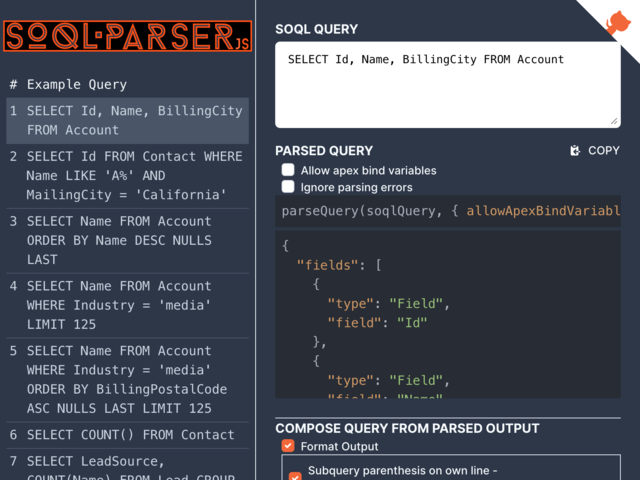 SOQL-PARSER.JS
# Example Query
1 SELECT Id, Name, BillingCity
FROM Account
2 SELECT Id FROM Contact WHERE
Name LIKE 'A%' AND
MailingCity = 'California'
3 SELECT Name FROM Account
ORDER BY Name DESC NULLS
LAST
4 SELECT Name FROM Account
WHERE Industry = 'media'
LIMIT 125
5 SELECT Name FROM Account
WHERE Industry = 'media'
ORDER BY BillingPostalCode
ASC NULLS LAST LIMIT 125
6 SELECT COUNT() FROM Contact
7 SELECT LeadSource,
COUNT(Name) FROM Lead GROUP
SOQL QUERY
SELECT Id, Name, BillingCity FROM Account
PARSED QUERY
COPY
Allow apex bind variables
Ignore parsing errors
parseQuery(soqlQuery, { allowApexBindVariabl
{
"fields": [
{
"type": "Field",
"field": "Id"
},
{
"type": "Field",
"field": "Name"
COMPOSE QUERY FROM PARSED OUTPUT
Format Output
Subquery parenthesis on own line -